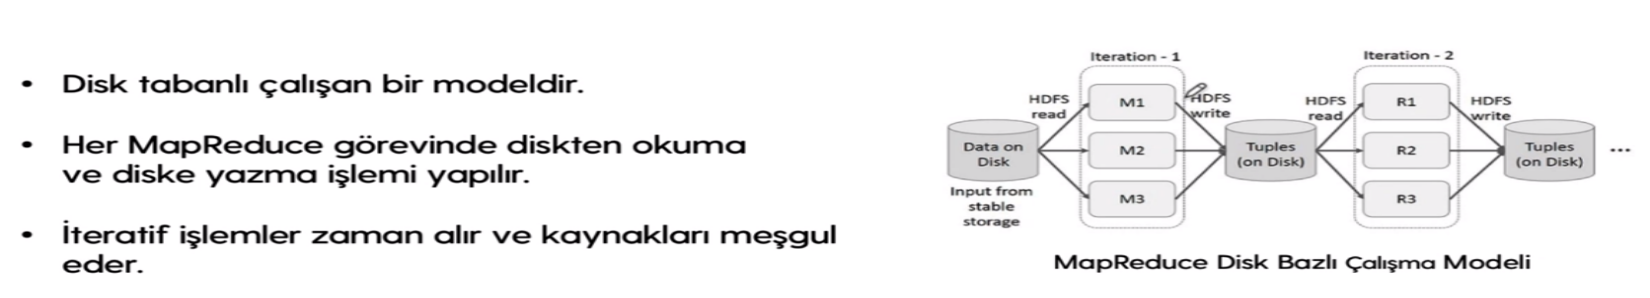 • Disk tabanlı çalışan bir modeldir.
• Her MapReduce görevinde diskten okuma
ve diske yazma işlemi yapılır.
• İteratif işlemler zaman alır ve kaynakları meşgul
eder.
Iteration - 1
Iteration - 2
HDFS
read
M1
HDFS
write
HDFS
read
R1
HDFS
write
Data on
Disk
M2
Tuples
(on Disk)
R2
Tuples
(on Disk)
...
Input from
stable
storage
M3
R3
MapReduce Disk Bazlı Çalışma Modeli